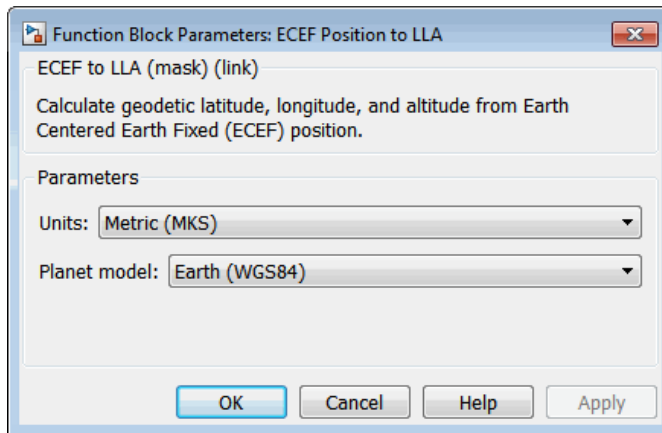 Function Block Parameters: ECEF Position to LLA
ECEF to LLA (mask) (link)
Calculate geodetic latitude, longitude, and altitude from Earth
Centered Earth Fixed (ECEF) position.
Parameters
Units: Metric (MKS)
Planet model: Earth (WGS84)
OK Cancel Help Apply